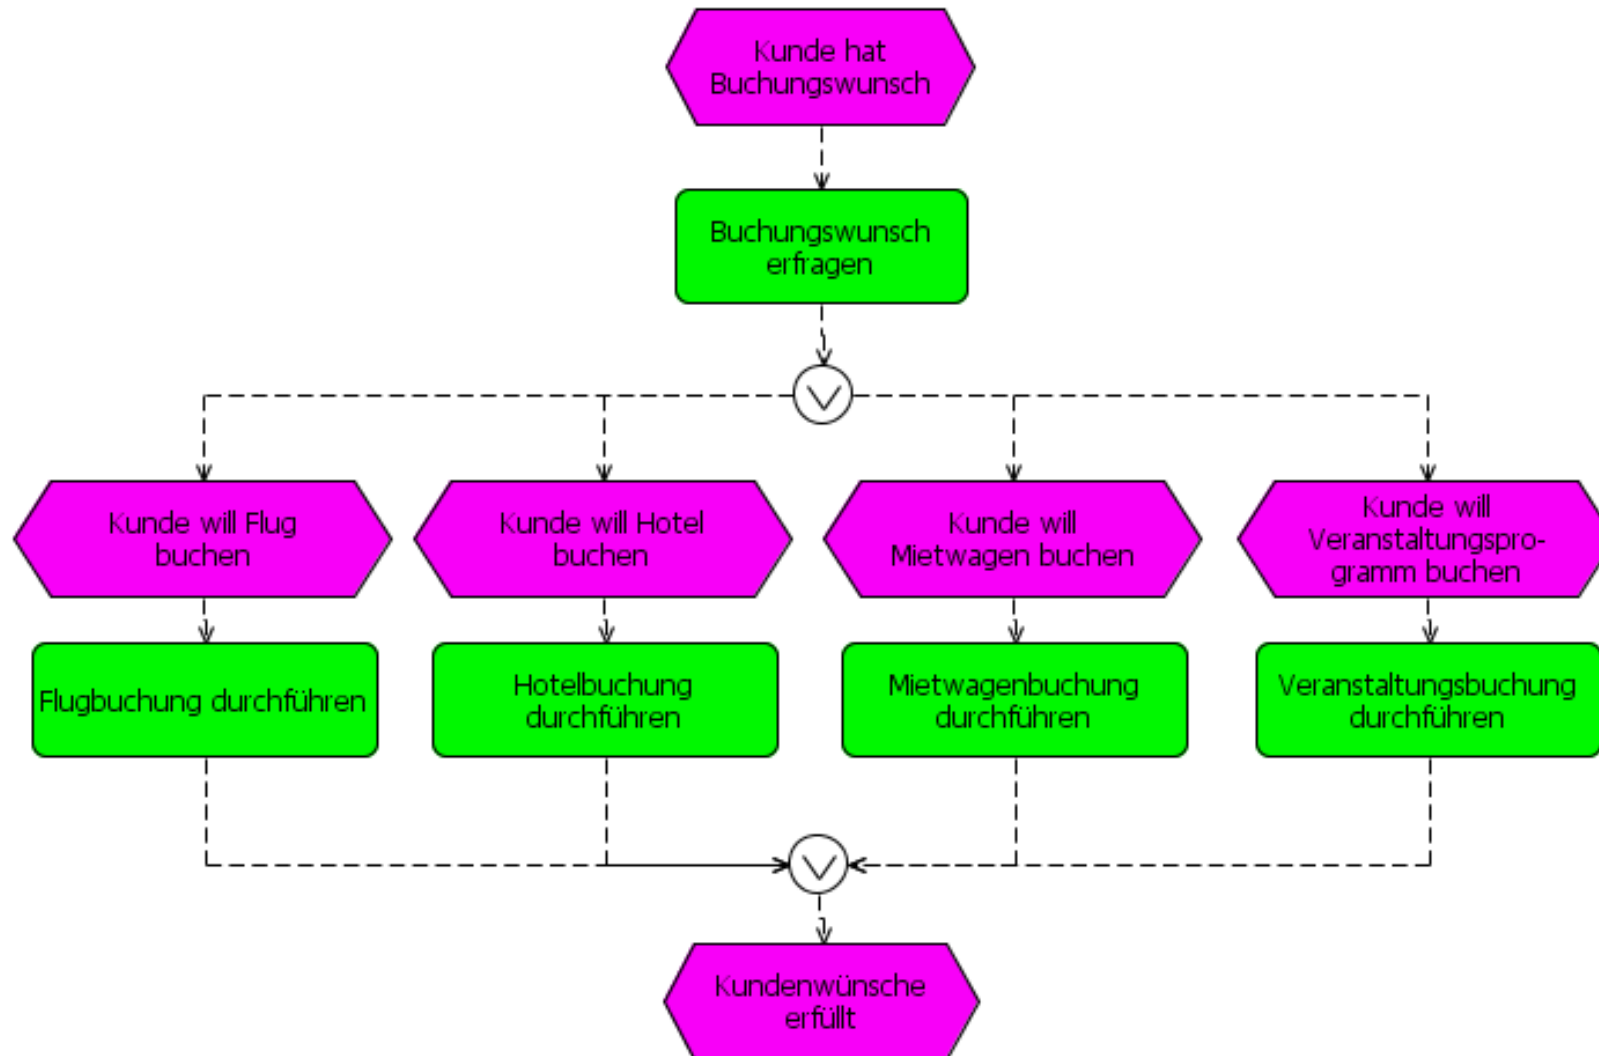 Kunde hat
Buchungswunsch
Buchungswunsch
erfragen
Kunde will Flug
buchen
Kunde will Hotel
buchen
Kunde will
Mietwagen buchen
Kunde will
Veranstaltungspro-
gramm buchen
Flugbuchung durchführen
Hotelbuchung
durchführen
Mietwagenbuchung
durchführen
Veranstaltungsbuchung
durchführen
Kundenwünsche
erfüllt